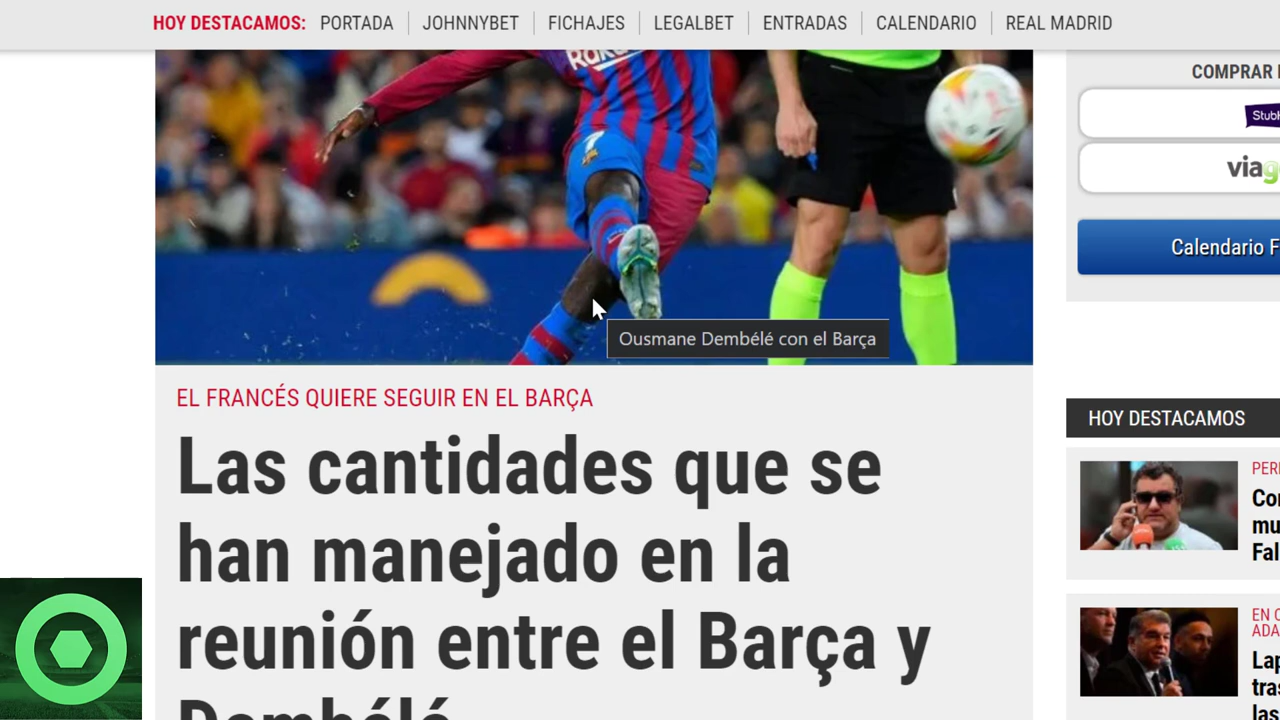 HOY DESTACAMOS: PORTADA JOHNNYBET FICHAJES LEGALBET ENTRADAS CALENDARIO REAL MADRID
COMPRAR
7
Ousmane Dembélé con el Barça
EL FRANCÉS QUIERE SEGUIR EN EL BARÇA
Las cantidades que se
han manejado en la
reunión entre el Barça y
Dembélé
Calendario F
HOY DESTACAMOS